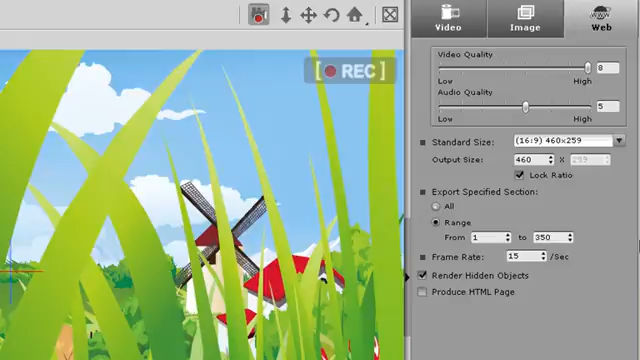 Video
Image
WWW
Web
[ REC ]
Video Quality
8
Low
High
Audio Quality
5
Low
High
Standard Size:
(16:9) 460x259
Output Size:
460
X
259
Lock Ratio
Export Specified Section:
All
Range
From
1
to
350
Frame Rate:
15
/Sec
Render Hidden Objects
Produce HTML Page